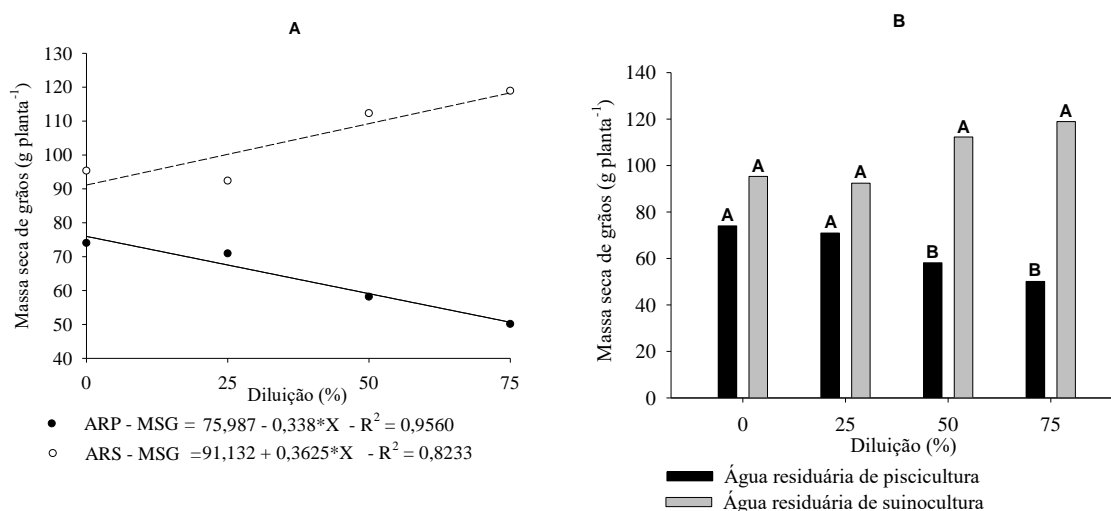 A
Massa seca de grãos (g planta⁻¹)
130
120
110
100
90
80
70
60
50
40
0 25 50 75
Diluição (%)
ARP - MSG = 75,987 - 0,338*X - R² = 0,9560
ARS - MSG =91,132 + 0,3625*X - R² = 0,8233
B
Massa seca de grãos (g planta⁻¹)
140
120
100
80
60
40
20
0
A A A A B A B A
0 25 50 75
Diluição (%)
Água residuária de piscicultura
Água residuária de suinocultura